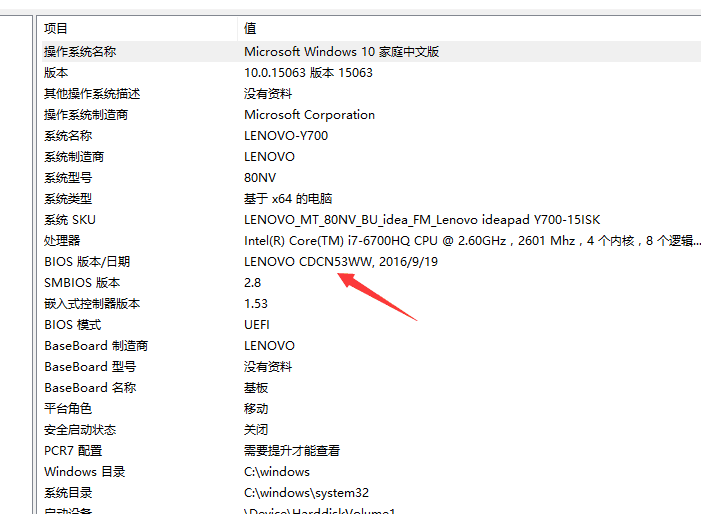 项目 值
操作系统名称 Microsoft Windows 10 家庭中文版
版本 10.0.15063 版本 15063
其他操作系统描述 没有资料
操作系统制造商 Microsoft Corporation
系统名称 LENOVO-Y700
系统制造商 LENOVO
系统型号 80NV
系统类型 基于 x64 的电脑
系统 SKU LENOVO_MT_80NV_BU_idea_FM_Lenovo ideapad Y700-15ISK
处理器 Intel(R) Core(TM) i7-6700HQ CPU @ 2.60GHz，2601 Mhz，4 个内核，8 个逻辑...
BIOS 版本/日期 LENOVO CDCN53WW, 2016/9/19
SMBIOS 版本 2.8
嵌入式控制器版本 1.53
BIOS 模式 UEFI
BaseBoard 制造商 LENOVO
BaseBoard 型号 没有资料
BaseBoard 名称 基板
平台角色 移动
安全启动状态 关闭
PCR7 配置 需要提升才能查看
Windows 目录 C:\windows
系统目录 C:\windows\system32
启动设备 \Device\HarddiskVolume1